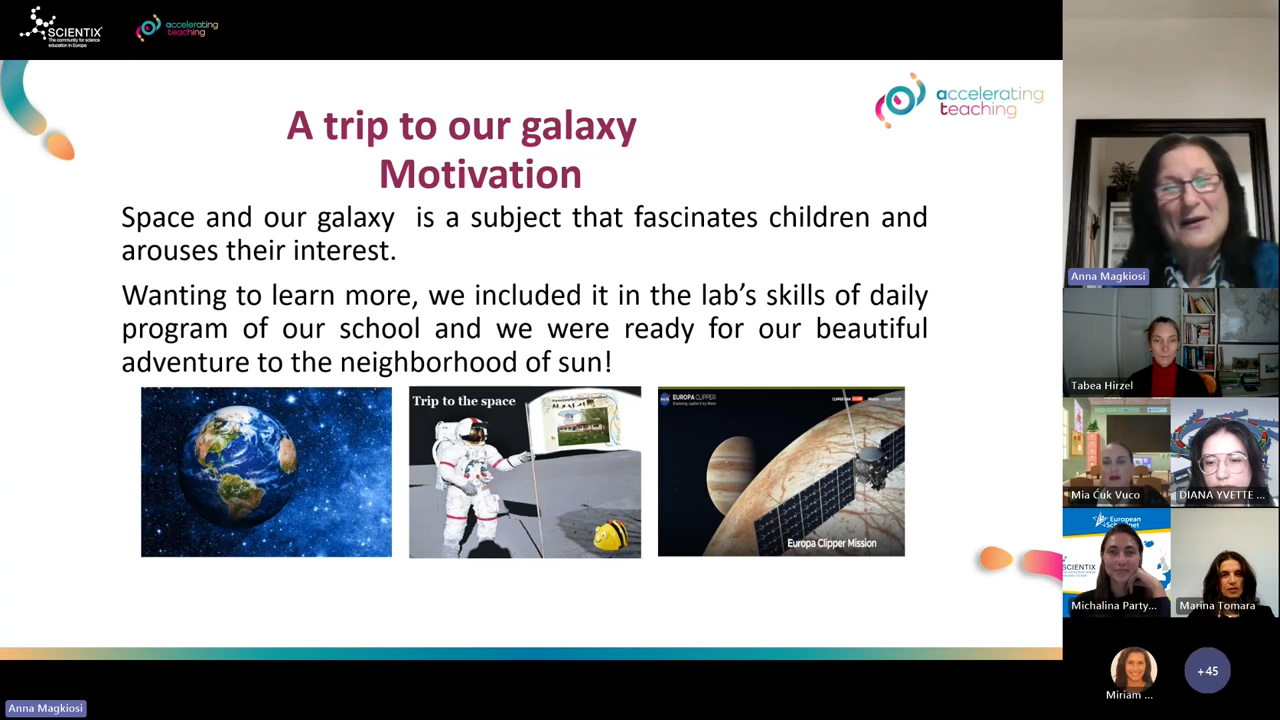 SCIENTIX
The community for science
education in Europe
accelerating
teaching
accelerating
teaching
A trip to our galaxy
Motivation
Space and our galaxy is a subject that fascinates children and
arouses their interest.
Wanting to learn more, we included it in the lab’s skills of daily
program of our school and we were ready for our beautiful
adventure to the neighborhood of sun!
Trip to the space
EUROPA CLIPPER
Europa Clipper Mission
Anna Magkiosi
Tabea Hirzel
Mia Ćuk Vuco
DIANA YVETTE ...
European
SCIENTIX
Michalina Party...
Marina Tomara
Miriam ...
+45
Anna Magkiosi